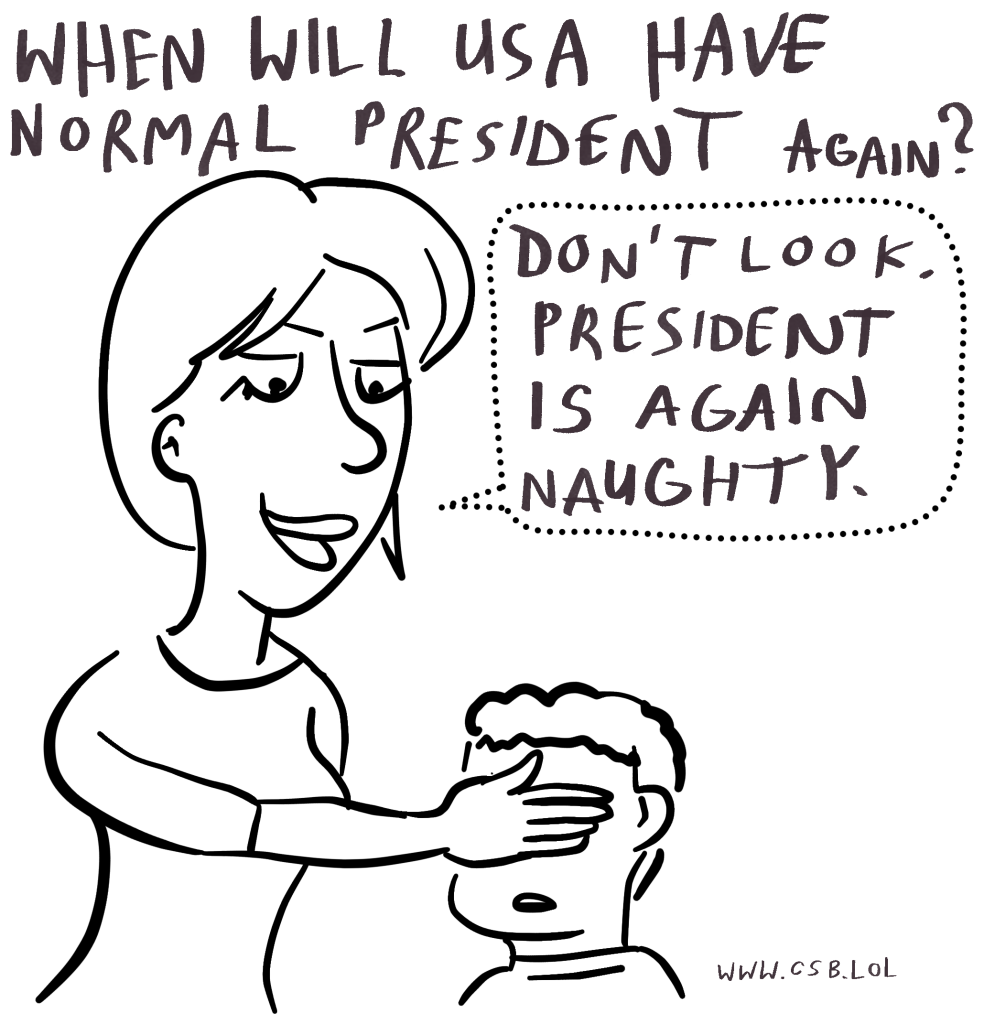 WHEN WILL USA HAVE
NORMAL PRESIDENT AGAIN?
DON'T LOOK.
PRESIDENT
IS AGAIN
NAUGHTY.
WWW.CSB.LOL